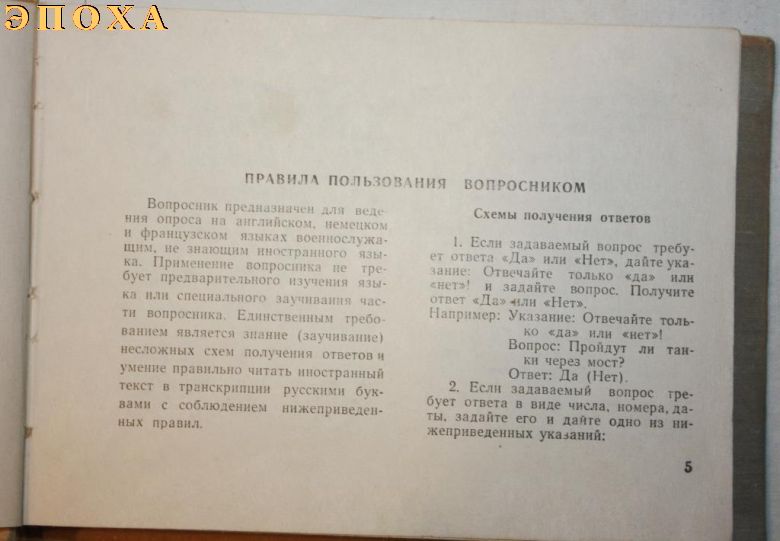 ЭПОХА
ПРАВИЛА ПОЛЬЗОВАНИЯ ВОПРОСНИКОМ
Вопросник предназначен для веде-
ния опроса на английском, немецком
и французском языках военнослужа-
щим, не знающим иностранного язы-
ка. Применение вопросника не тре-
бует предварительного изучения язы-
ка или специального заучивания час-
ти вопросника. Единственным требо-
ванием является знание (заучивание)
несложных схем получения ответов и
умение правильно читать иностранный
текст в транскрипции русскими бук-
вами с соблюдением нижеприведен-
ных правил.
Схемы получения ответов
1. Если задаваемый вопрос требу-
ет ответа «Да» или «Нет», дайте ука-
зание: Отвечайте только «да» или
«нет»! и задайте вопрос. Получите
ответ «Да» или «Нет».
Например: Указание: Отвечайте толь-
ко «да» или «нет»!
Вопрос: Пройдут ли тан-
ки через мост?
Ответ: Да (Нет).
2. Если задаваемый вопрос тре-
бует ответа в виде числа, номера, да-
ты, задайте его и дайте одно из ни-
жеприведенных указаний:
5